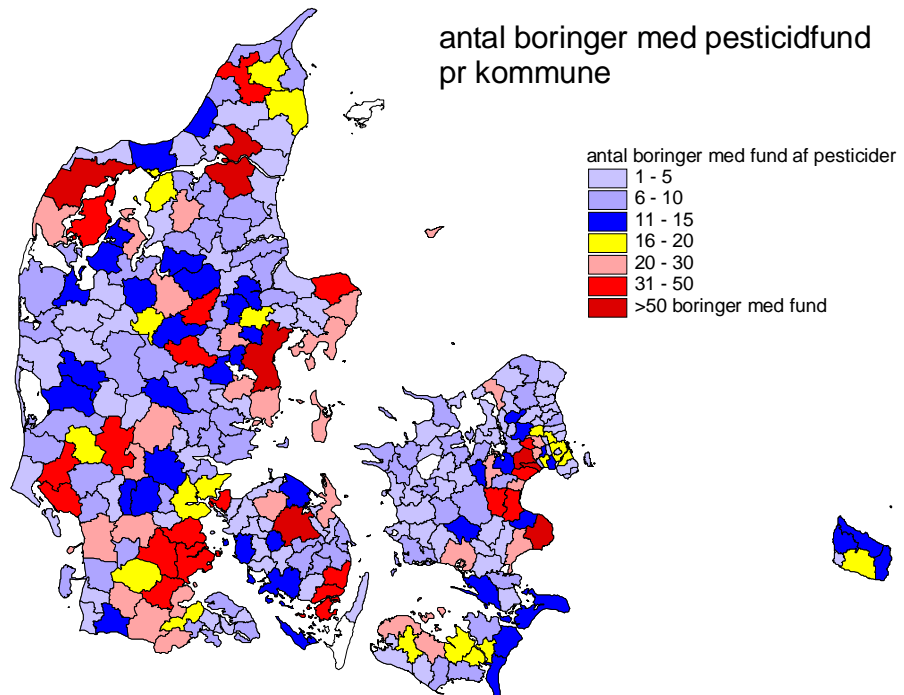 antal boringer med pesticidfund
pr kommune
antal boringer med fund af pesticider
1 - 5
6 - 10
11 - 15
16 - 20
20 - 30
31 - 50
>50 boringer med fund